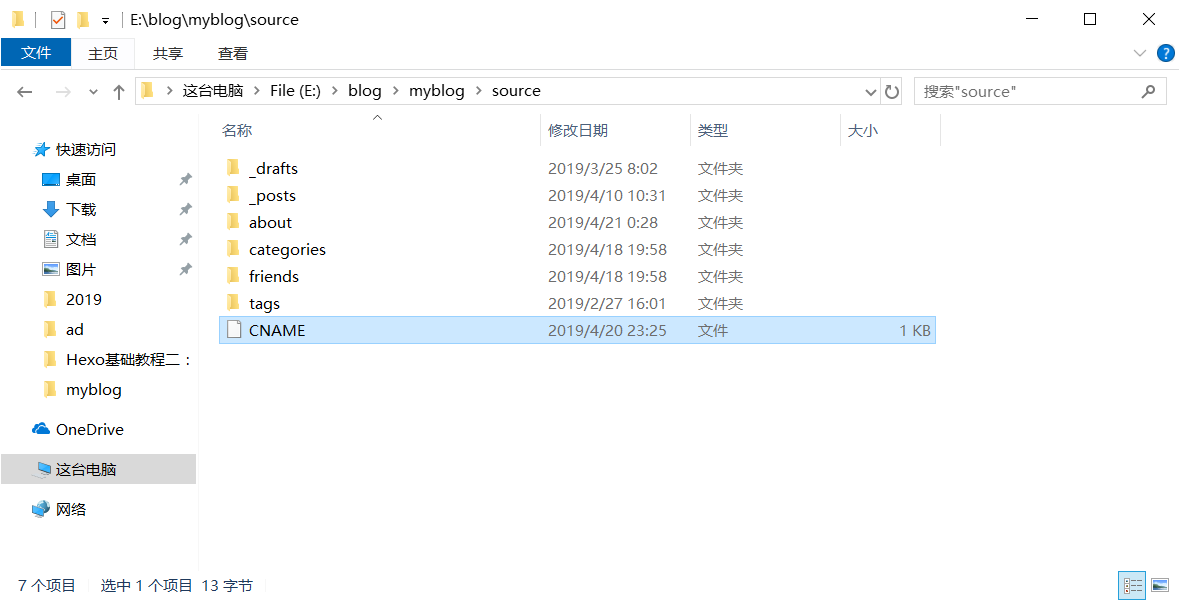 E:\blog\myblog\source
文件 主页 共享 查看
这台电脑 File (E:) blog myblog source 搜索"source"
名称 修改日期 类型 大小
快速访问
桌面
下载
文档
图片
2019
ad
Hexo基础教程二：
myblog
OneDrive
这台电脑
网络
_drafts 2019/3/25 8:02 文件夹
_posts 2019/4/10 10:31 文件夹
about 2019/4/21 0:28 文件夹
categories 2019/4/18 19:58 文件夹
friends 2019/4/18 19:58 文件夹
tags 2019/2/27 16:01 文件夹
CNAME 2019/4/20 23:25 文件 1 KB
7 个项目 选中 1 个项目 13 字节